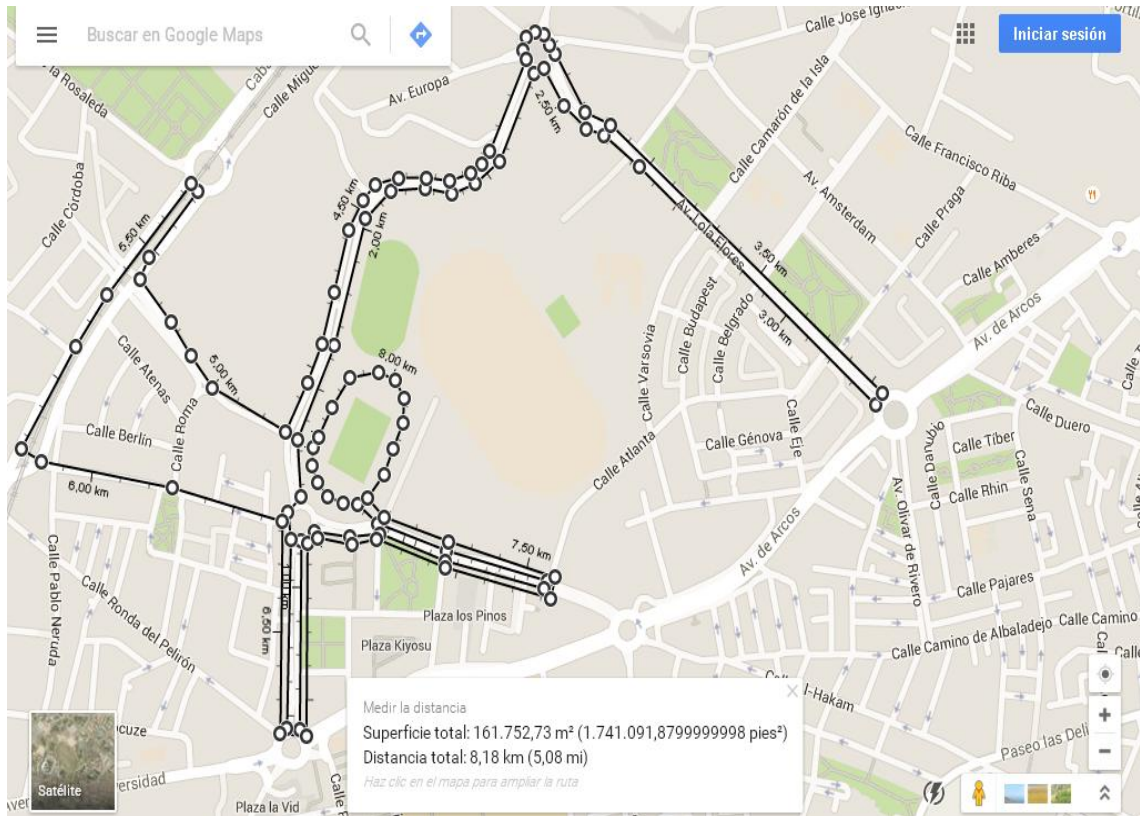 Buscar en Google Maps
Iniciar sesión
Calle Jose Ignac
Calle Migue
la Rosaleda
Av. Europa
Calle Camarón de la Isla
Calle Francisco Riba
Calle Córdoba
2,50 km
4,50 km
2,00 km
5,50 km
Av. Amsterdam
Calle Praga
Av. Lola Flores
3,50 km
3,00 km
Calle Amberes
Av. de Arcos
Calle Budapest
Calle Belgrado
Calle Varsovia
Calle Atenas
5,00 km
8,00 km
Calle Roma
Calle Berlín
Calle Génova
Calle Eje
Calle Atlanta
Calle Danubio
Calle Duero
Calle Tíber
Calle Rhin
Calle Sena
Av. Olivar de Rivero
6,00 km
7,50 km
Av. de Arcos
Calle Pablo Neruda
Calle Ronda del Pelirón
6,50 km
Calle Pajares
Plaza los Pinos
Plaza Kiyosu
Calle Camino de Albaladejo
Calle Camino
l-Hakam
Paseo las Deli
Medir la distancia
Superficie total: 161.752,73 m² (1.741.091,8799999998 pies²)
Distancia total: 8,18 km (5,08 mi)
Haz clic en el mapa para ampliar la ruta
Satélite
Plaza la Vid